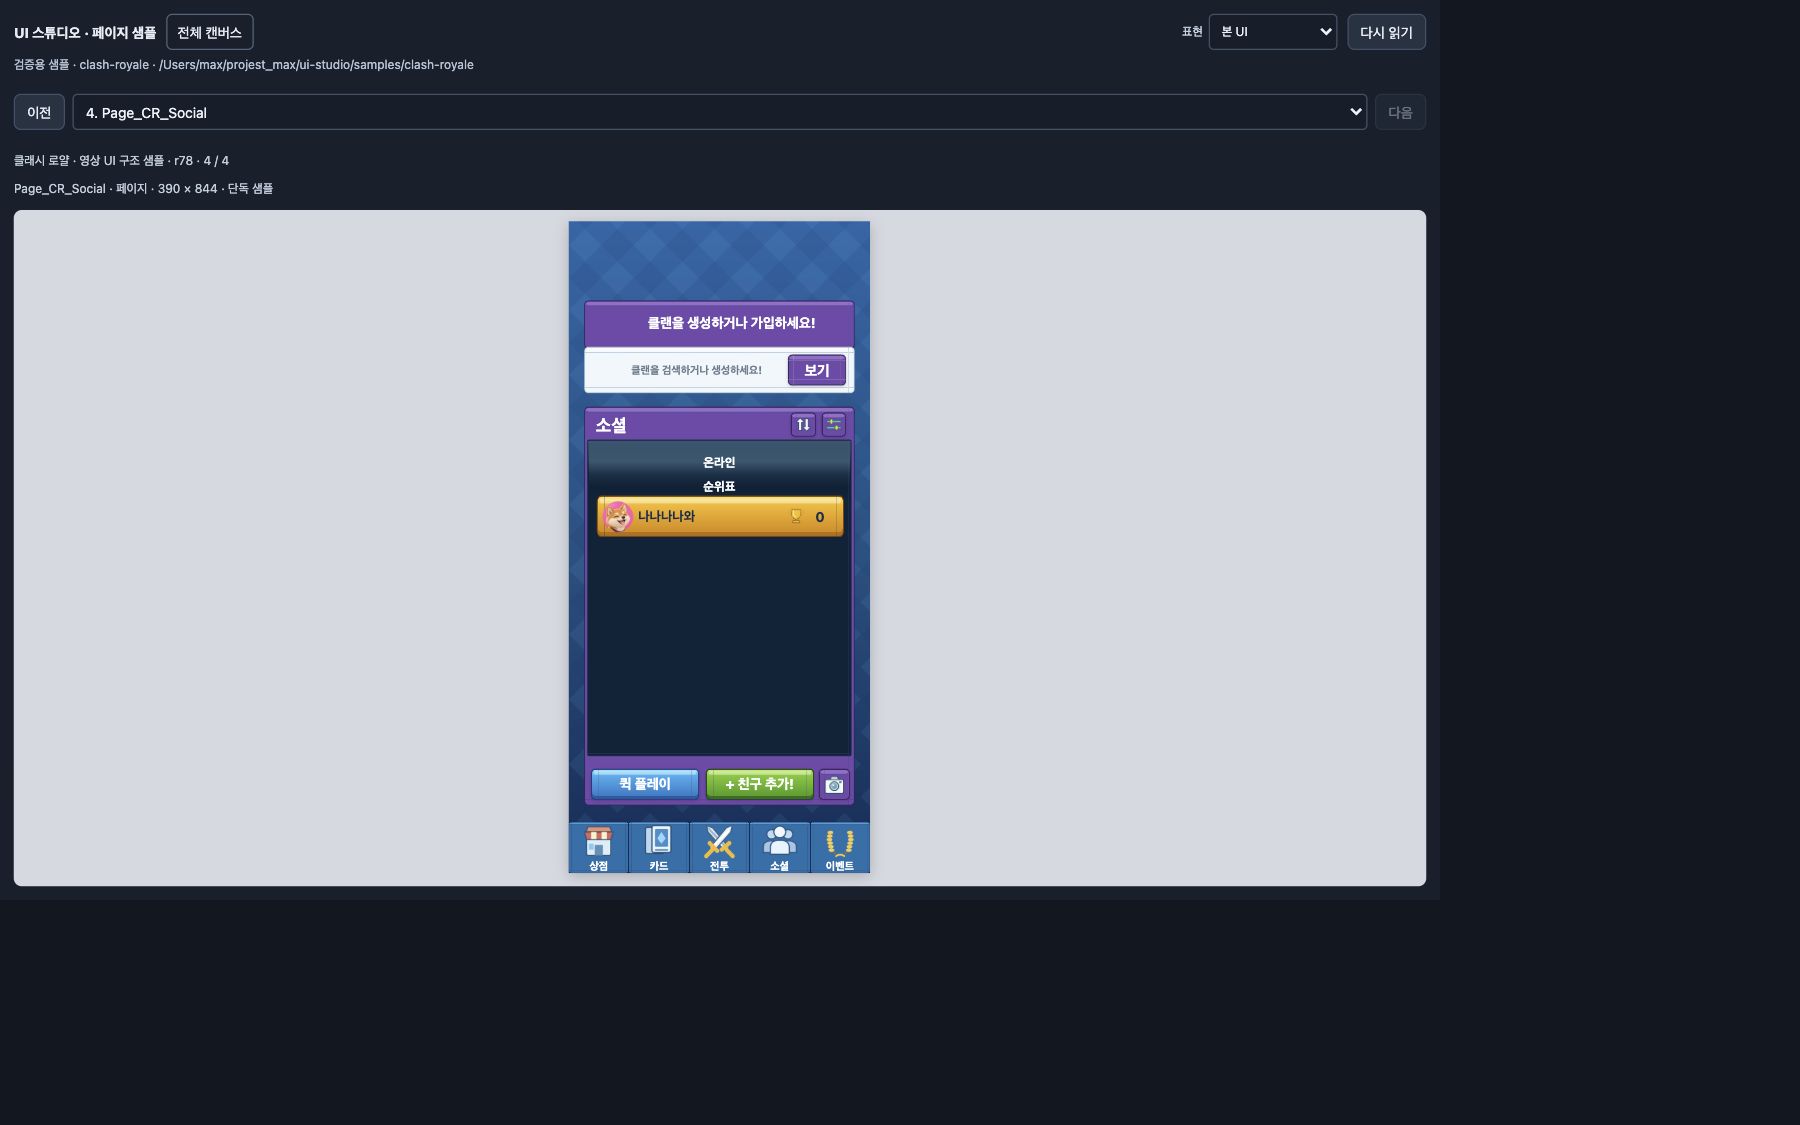 UI 스튜디오 · 페이지 샘플
전체 캔버스
표현
본 UI
다시 읽기
검증용 샘플 · clash-royale · /Users/max/projest_max/ui-studio/samples/clash-royale
이전
4. Page_CR_Social
다음
클래시 로얄 · 영상 UI 구조 샘플 · r78 · 4 / 4
Page_CR_Social · 페이지 · 390 × 844 · 단독 샘플
클랜을 생성하거나 가입하세요!
클랜을 검색하거나 생성하세요!
보기
소셜
온라인
순위표
나나나나와
0
퀵 플레이
+ 친구 추가!
상점
카드
전투
소셜
이벤트